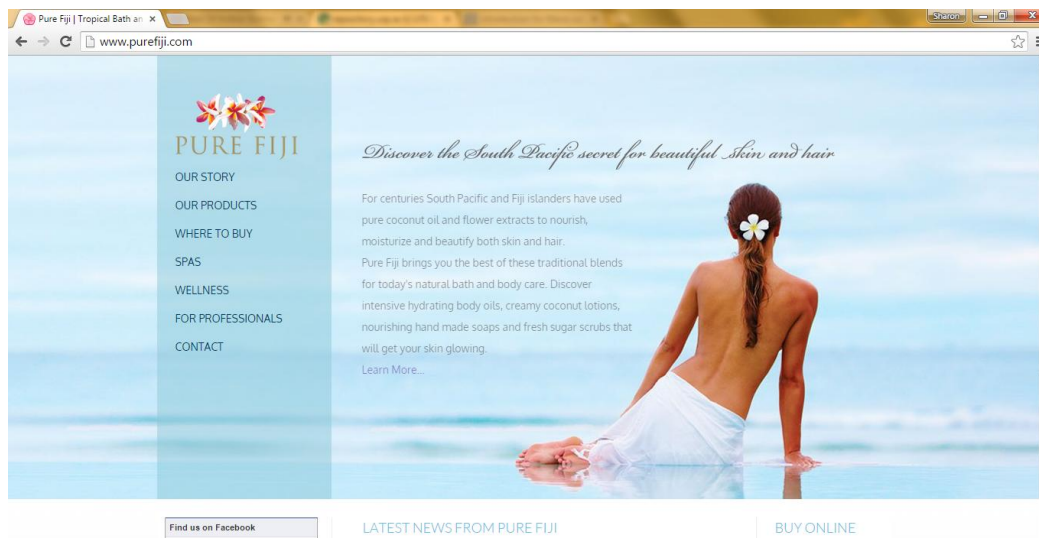 Pure Fiji | Tropical Bath an
Sharon
www.purefiji.com
PURE FIJI
OUR STORY
OUR PRODUCTS
WHERE TO BUY
SPAS
WELLNESS
FOR PROFESSIONALS
CONTACT
Discover the South Pacific secret for beautiful skin and hair
For centuries South Pacific and Fiji islanders have used
pure coconut oil and flower extracts to nourish,
moisturize and beautify both skin and hair.
Pure Fiji brings you the best of these traditional blends
for today's natural bath and body care. Discover
intensive hydrating body oils, creamy coconut lotions,
nourishing hand made soaps and fresh sugar scrubs that
will get your skin glowing.
Learn More...
Find us on Facebook
LATEST NEWS FROM PURE FIJI
BUY ONLINE